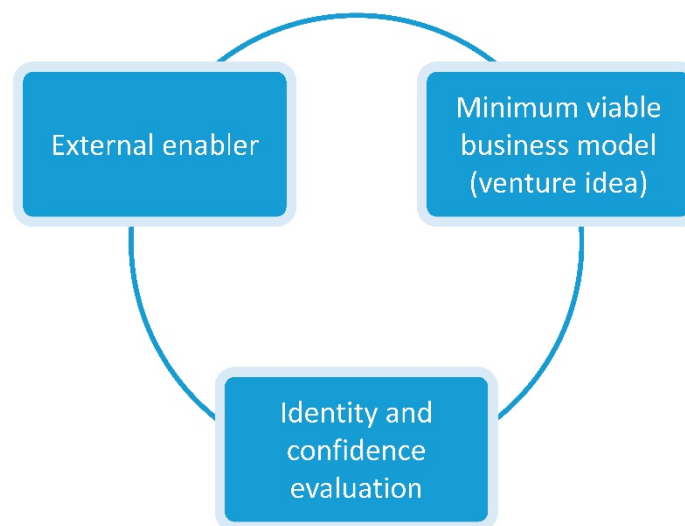 External enabler
Minimum viable
business model
(venture idea)
Identity and
confidence
evaluation